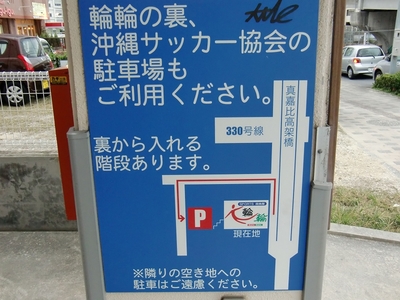 輪輪の裏、
沖縄サッカー協会の
駐車場も
ご利用ください。
330号線
真嘉比高架橋
裏から入れる
階段あります。
P
輪輪
現在地
※隣りの空き地への
駐車はご遠慮ください。